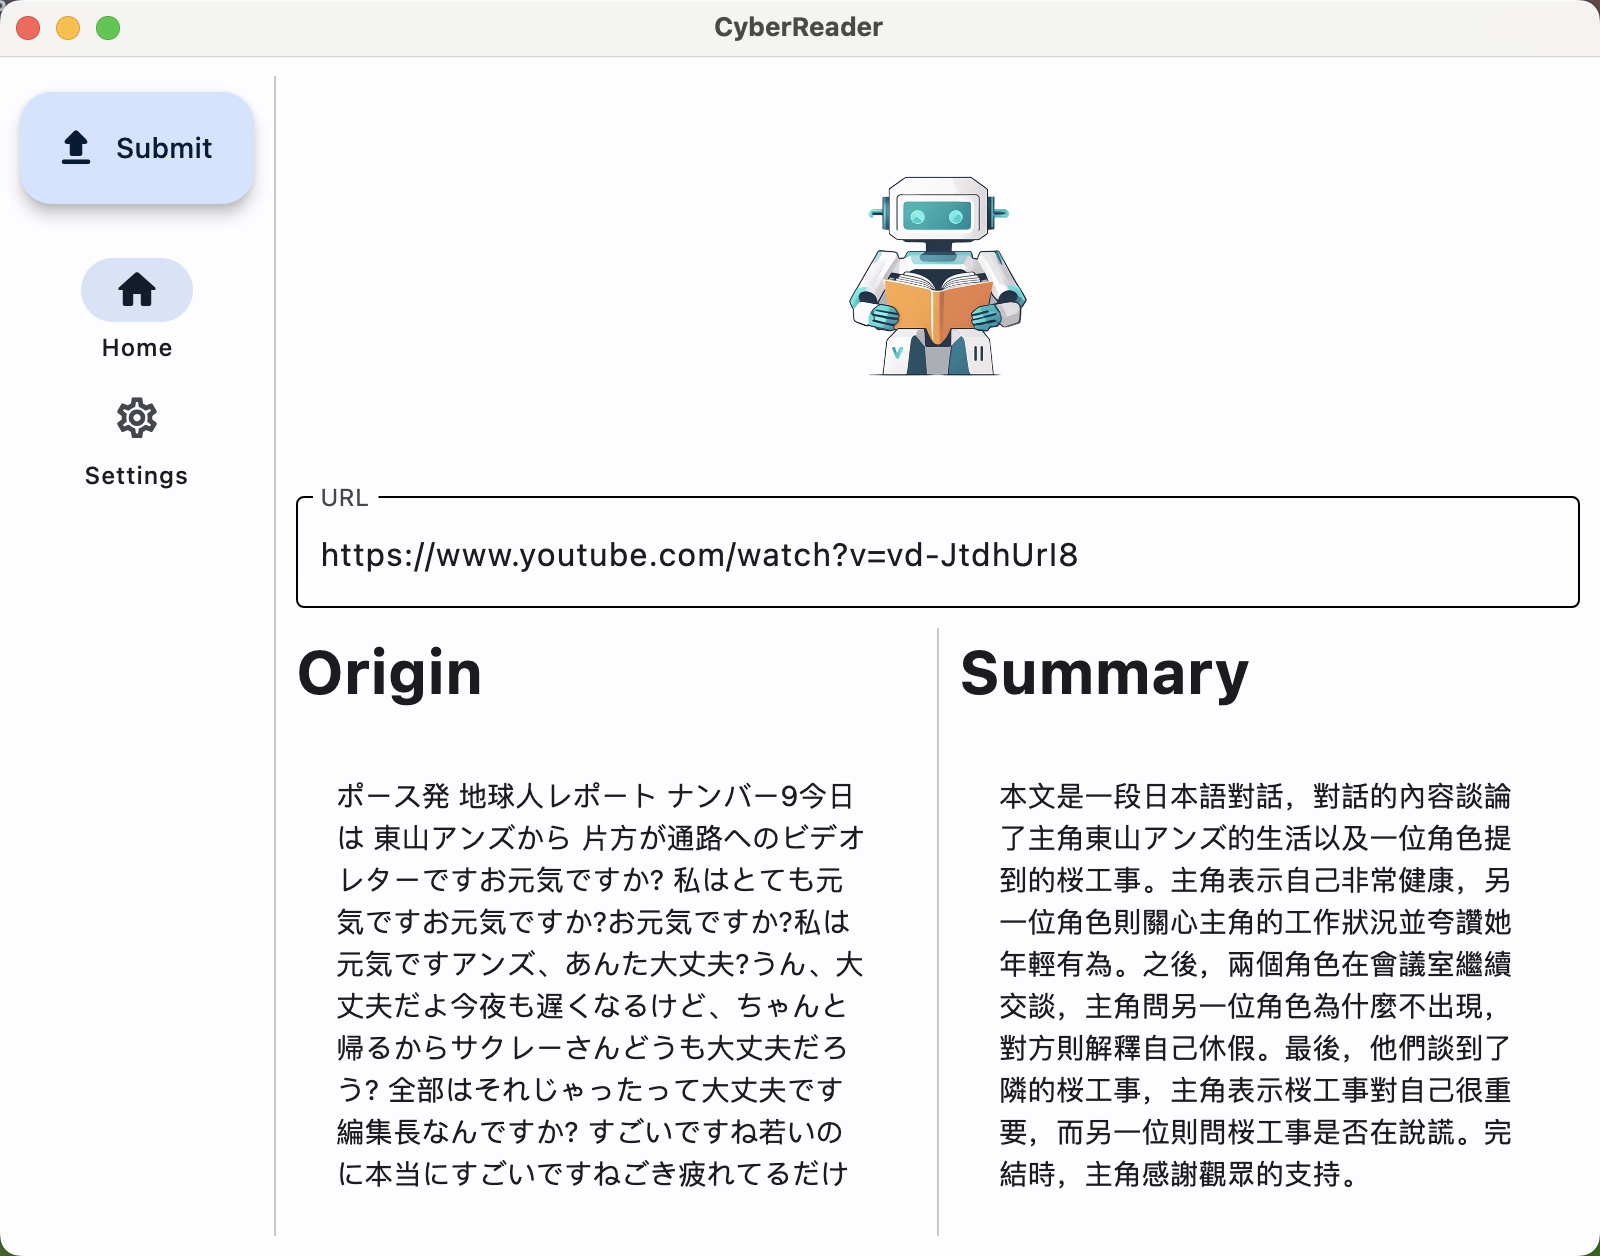 CyberReader
Submit
Home
Settings
URL
https://www.youtube.com/watch?v=vd-JtdhUrI8
Origin
ポース発 地球人レポート ナンバー9今日
は 東山アンズから 片方が通路へのビデオ
レターですお元気ですか? 私はとても元
気ですお元気ですか?お元気ですか?私は
元気ですアンズ、あんた大丈夫?うん、大
丈夫だよ今夜も遅くなるけど、ちゃんと
帰るからサクレーさんどうも大丈夫だろ
う? 全部はそれじゃったって大丈夫です
編集長なんですか? すごいですね若いの
に本当にすごいですねごき疲れてるだけ
Summary
本文是一段日本語對話，對話的內容談論
了主角東山アンズ的生活以及一位角色提
到的桜工事。主角表示自己非常健康，另
一位角色則關心主角的工作狀況並夸讚她
年輕有為。之後，兩個角色在會議室繼續
交談，主角問另一位角色為什麼不出現，
對方則解釋自己休假。最後，他們談到了
隣的桜工事，主角表示桜工事對自己很重
要，而另一位則問桜工事是否在說謊。完
結時，主角感謝觀眾的支持。
V